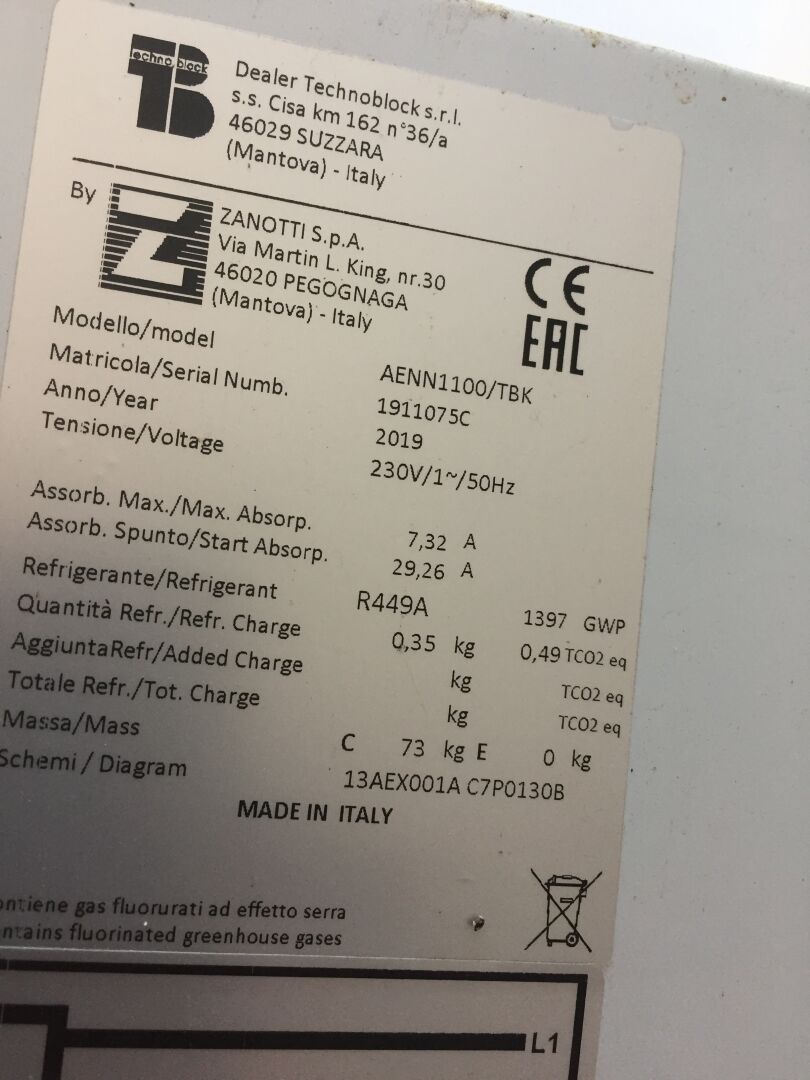 Techno block
TB
Dealer Technoblock s.r.l.
s.s. Cisa km 162 n°36/a
46029 SUZZARA
(Mantova) - Italy
By
Z
ZANOTTI S.p.A.
Via Martin L. King, nr.30
46020 PEGOGNAGA
(Mantova) - Italy
CE
EAC
Modello/model AENN1100/TBK
Matricola/Serial Numb. 1911075C
Anno/Year 2019
Tensione/Voltage 230V/1~/50Hz
Assorb. Max./Max. Absorp. 7,32 A
Assorb. Spunto/Start Absorp. 29,26 A
Refrigerante/Refrigerant R449A 1397 GWP
Quantità Refr./Refr. Charge 0,35 kg 0,49 TCO2 eq
AggiuntaRefr/Added Charge kg TCO2 eq
Totale Refr./Tot. Charge kg TCO2 eq
Massa/Mass C 73 kg E 0 kg
Schemi / Diagram 13AEX001A C7P0130B
MADE IN ITALY
ontiene gas fluorurati ad effetto serra
ntains fluorinated greenhouse gases
L1